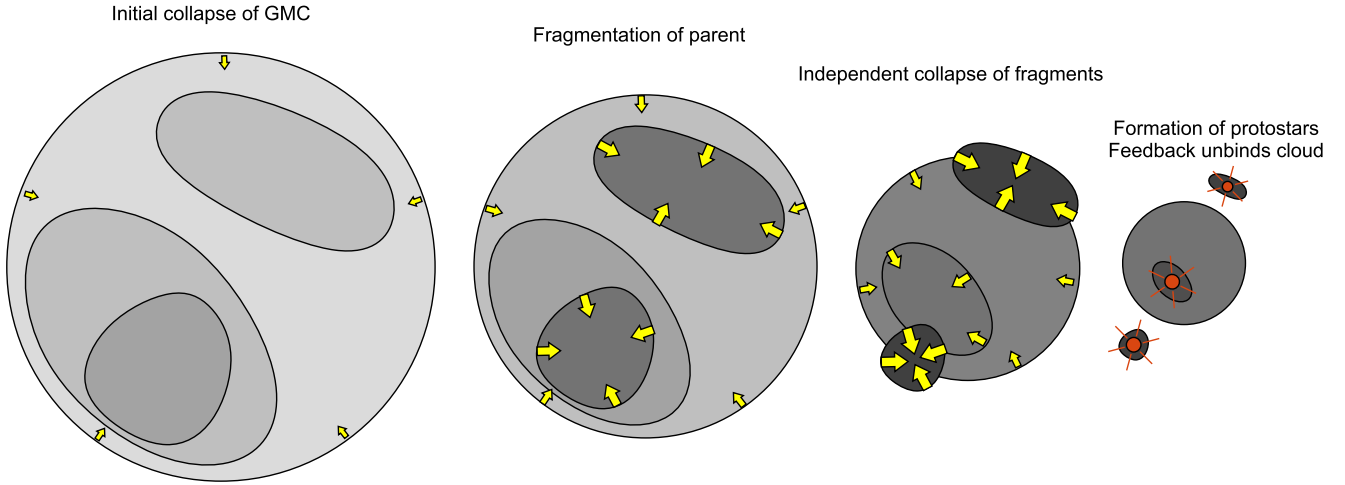 Initial collapse of GMC
Fragmentation of parent
Independent collapse of fragments
Formation of protostars
Feedback unbinds cloud